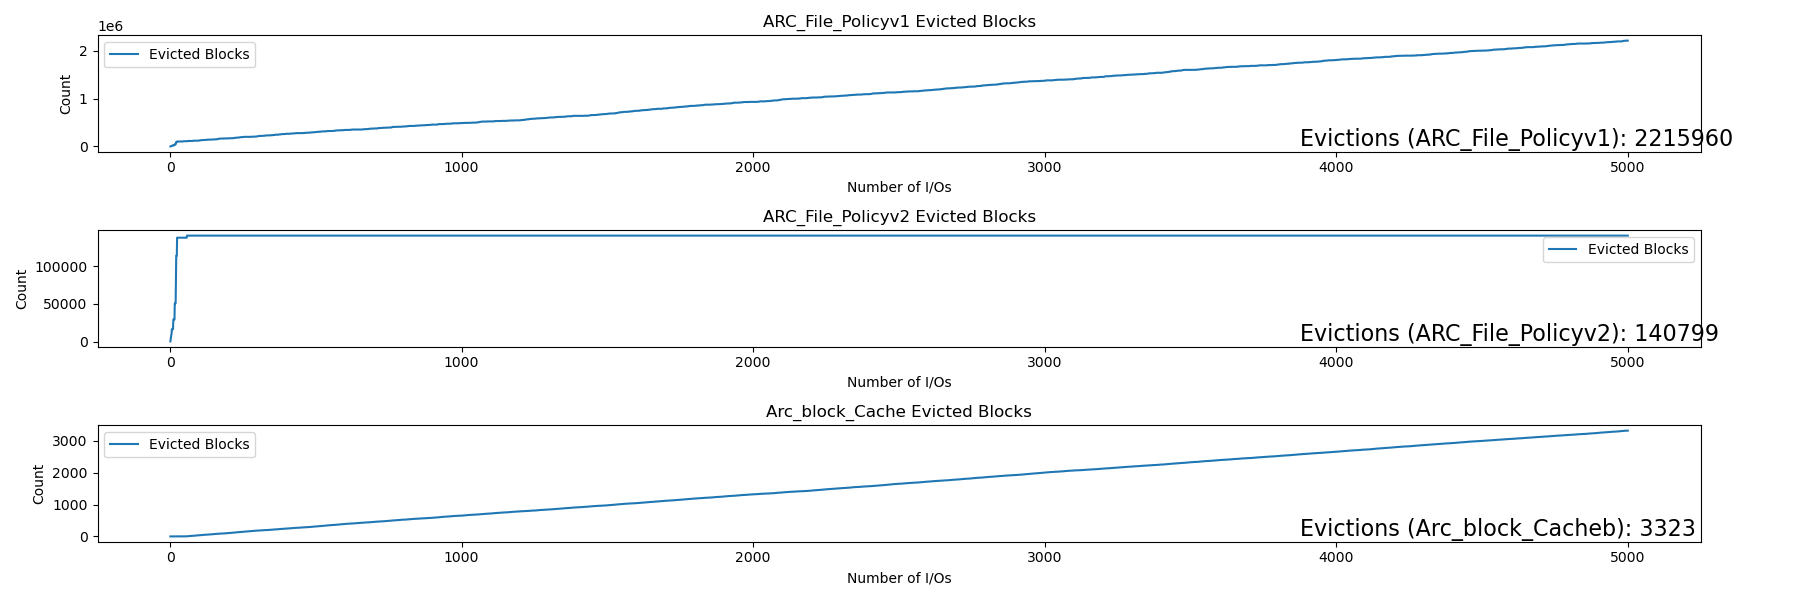 ARC_File_Policyv1 Evicted Blocks
1e6
Evicted Blocks
2
1
0
Count
Evictions (ARC_File_Policyv1): 2215960
0 1000 2000 3000 4000 5000
Number of I/Os
ARC_File_Policyv2 Evicted Blocks
Evicted Blocks
100000
50000
0
Count
Evictions (ARC_File_Policyv2): 140799
0 1000 2000 3000 4000 5000
Number of I/Os
Arc_block_Cache Evicted Blocks
Evicted Blocks
3000
2000
1000
0
Count
Evictions (Arc_block_Cacheb): 3323
0 1000 2000 3000 4000 5000
Number of I/Os